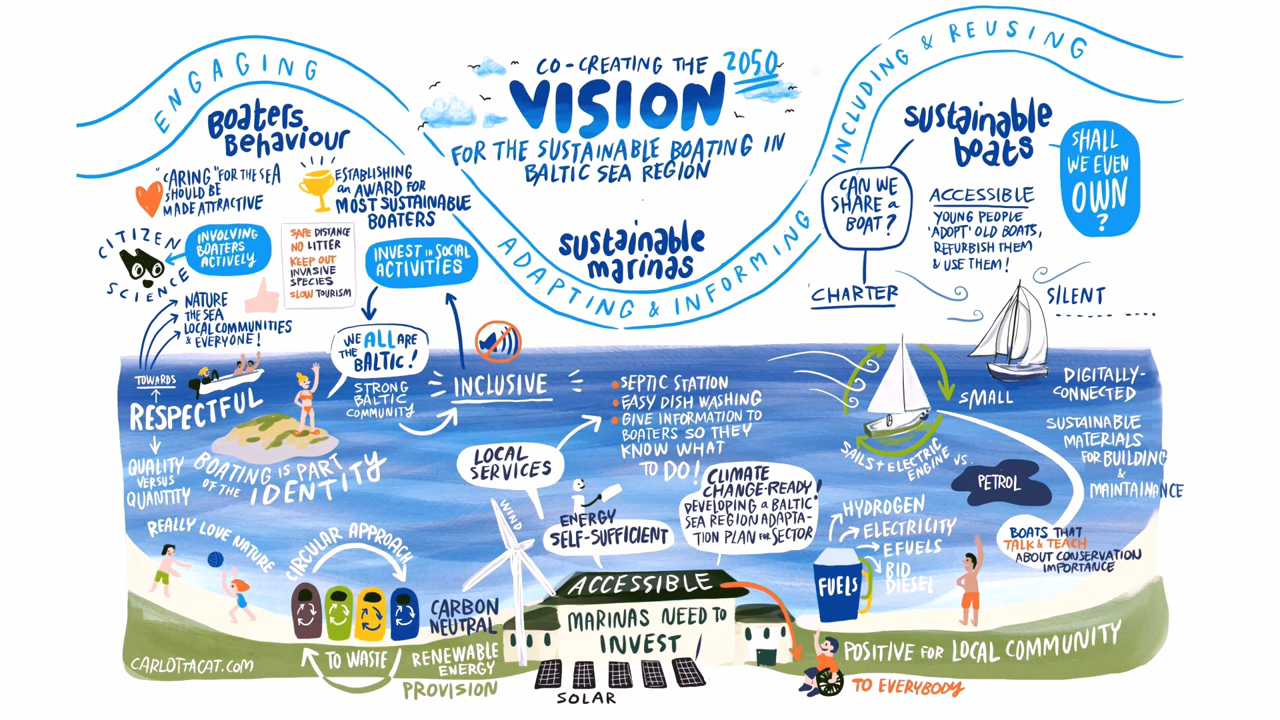 ENGAGING
Boaters
Behaviour
"CARING" FOR THE SEA
SHOULD BE
MADE ATTRACTIVE
ESTABLISHING
an AWARD FOR
MOST SUSTAINABLE
BOATERS
CITIZEN
SCIENCE
INVOLVING
BOATERS
ACTIVELY
SAFE DISTANCE
NO LITTER
KEEP OUT
INVASIVE
SPECIES
SLOW TOURISM
INVEST IN SOCIAL
ACTIVITIES
NATURE
THE SEA
LOCAL COMMUNITIES
& EVERYONE!
TOWARDS
RESPECTFUL
QUALITY
VERSUS
QUANTITY
WE ALL ARE
THE BALTIC!
STRONG
BALTIC
COMMUNITY
INCLUSIVE
BOATING IS PART
OF THE IDENTITY
REALLY LOVE NATURE
CIRCULAR APPROACH
TO WASTE
CARBON
NEUTRAL
RENEWABLE
ENERGY
PROVISION
CARLOTTACAT.COM
CO-CREATING THE 2050
VISION
FOR THE SUSTAINABLE BOATING IN
BALTIC SEA REGION
ADAPTING & INFORMING
sustainable
marinas
SEPTIC STATION
EASY DISH WASHING
GIVE INFORMATION TO
BOATERS SO THEY
KNOW WHAT
TO DO!
LOCAL
SERVICES
WIND
ENERGY
SELF-SUFFICIENT
CLIMATE
CHANGE-READY!
DEVELOPING a BALTIC
SEA REGION ADAPTA-
TION PLAN FOR SECTOR
ACCESSIBLE
MARINAS NEED TO
INVEST
SOLAR
INCLUDING & REUSING
sustainable
boats
SHALL
WE EVEN
OWN
?
CAN WE
SHARE a
BOAT?
CHARTER
ACCESSIBLE
YOUNG PEOPLE
'ADOPT' OLD BOATS,
REFURBISH THEM
& USE THEM!
SILENT
SMALL
DIGITALLY-
CONNECTED
SUSTAINABLE
MATERIALS
FOR BUILDING
&
MAINTAINANCE
SAILS + ELECTRIC
ENGINE VS.
PETROL
HYDROGEN
ELECTRICITY
EFUELS
BIO
DIESEL
FUELS
BOATS THAT
TALK & TEACH
ABOUT CONSERVATION
IMPORTANCE
POSITIVE FOR LOCAL COMMUNITY
TO EVERYBODY